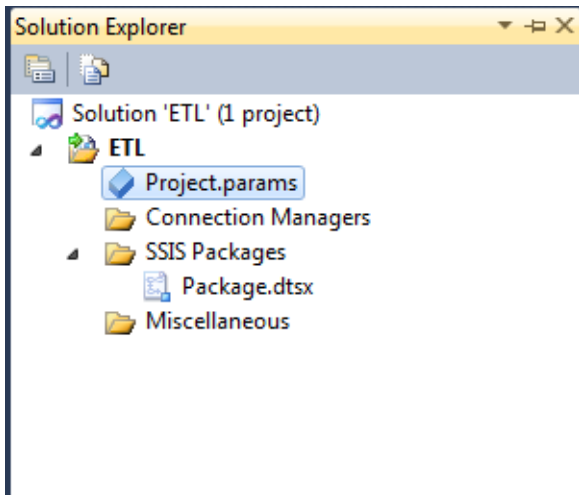 Solution Explorer
Solution 'ETL' (1 project)
ETL
Project.params
Connection Managers
SSIS Packages
Package.dtsx
Miscellaneous